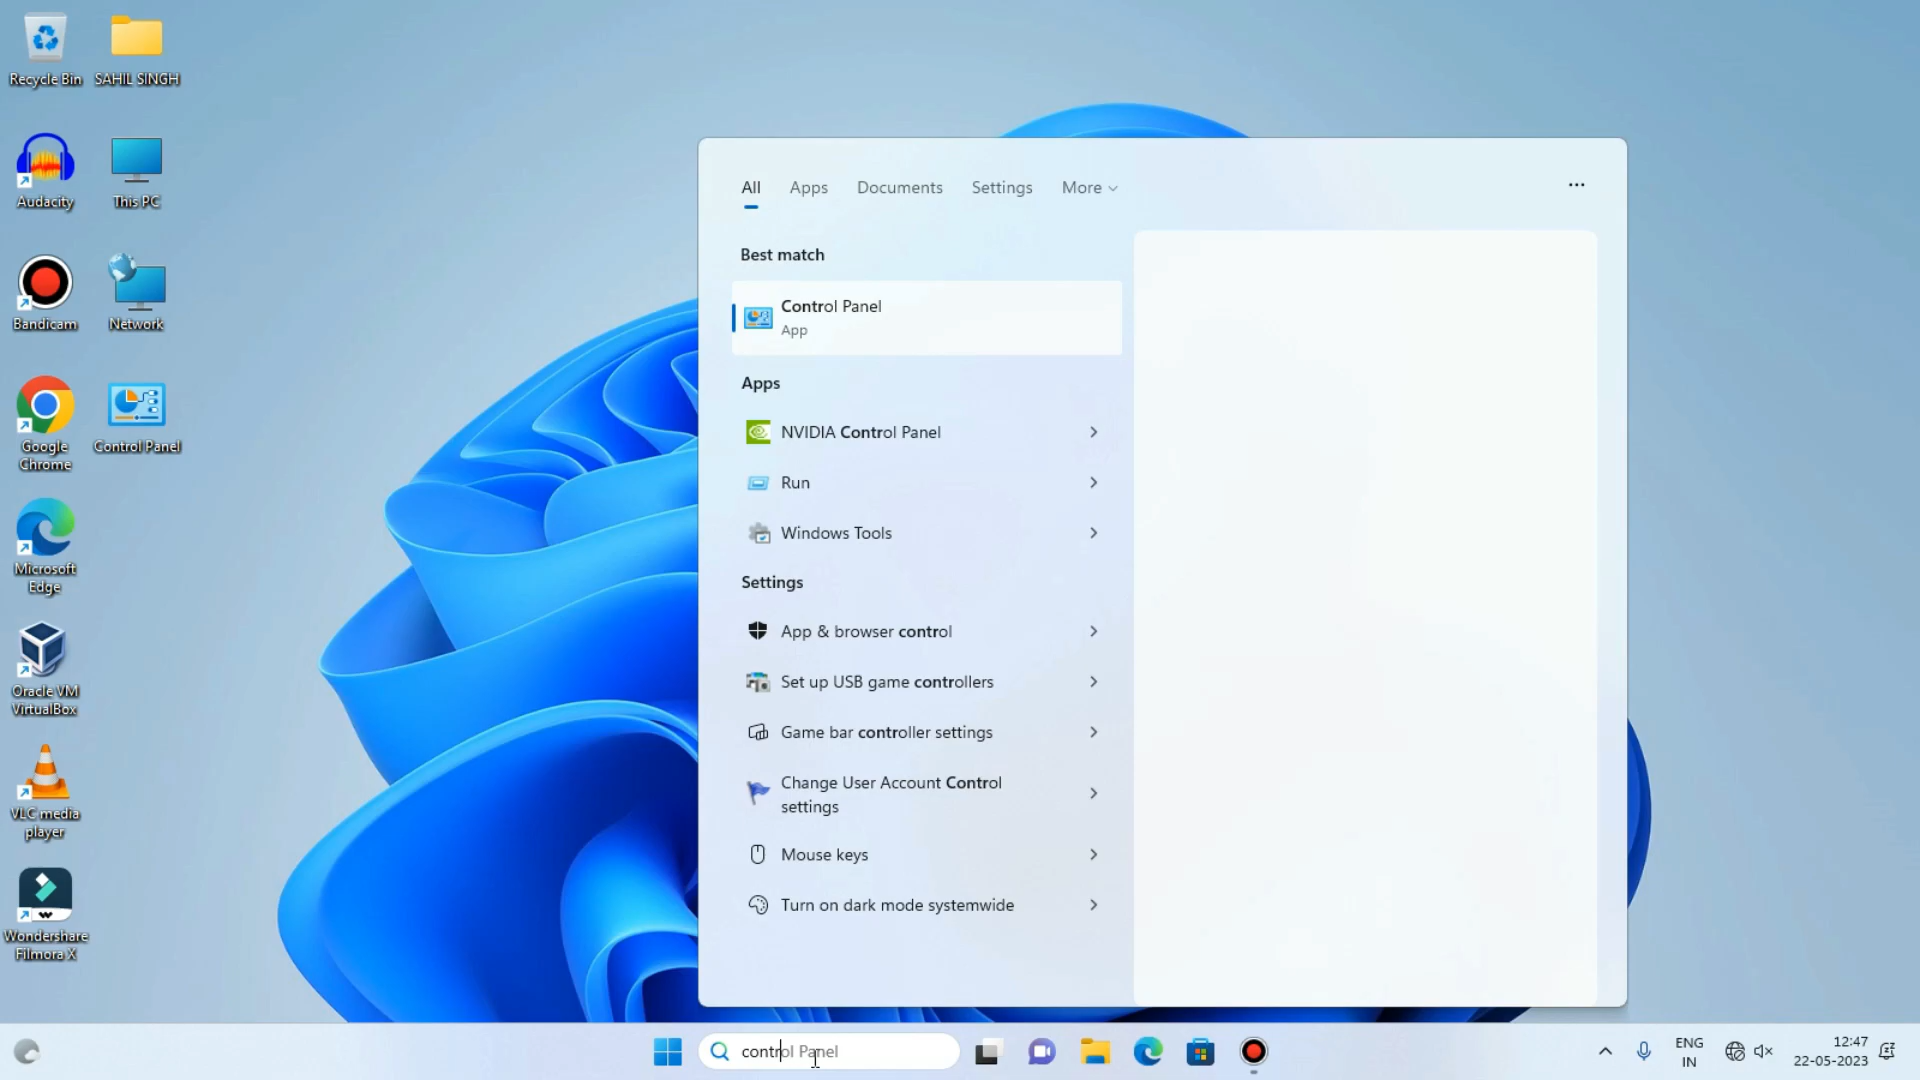 Recycle Bin
SAHIL SINGH
Audacity
This PC
Bandicam
Network
Google
Chrome
Control Panel
Microsoft
Edge
Oracle VM
VirtualBox
VLC media
player
Wondershare
Filmora X
All
Apps
Documents
Settings
More
Best match
Control Panel
App
Apps
NVIDIA Control Panel
Run
Windows Tools
Settings
App & browser control
Set up USB game controllers
Game bar controller settings
Change User Account Control
settings
Mouse keys
Turn on dark mode systemwide
control Panel
ENG
IN
12:47
22-05-2023